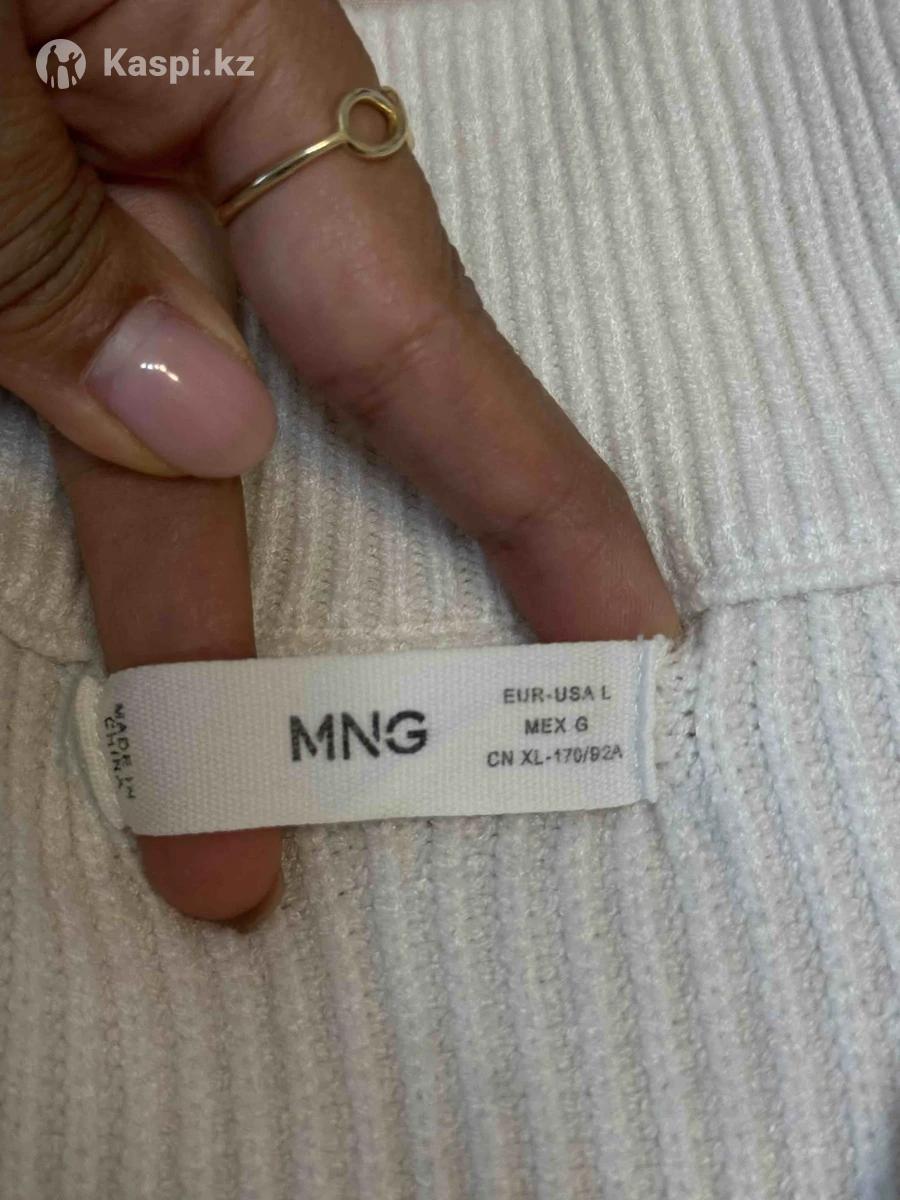 Kaspi.kz
MADE IN
CHINA
MNG
EUR-USA L
MEX G
CN XL-170/92A